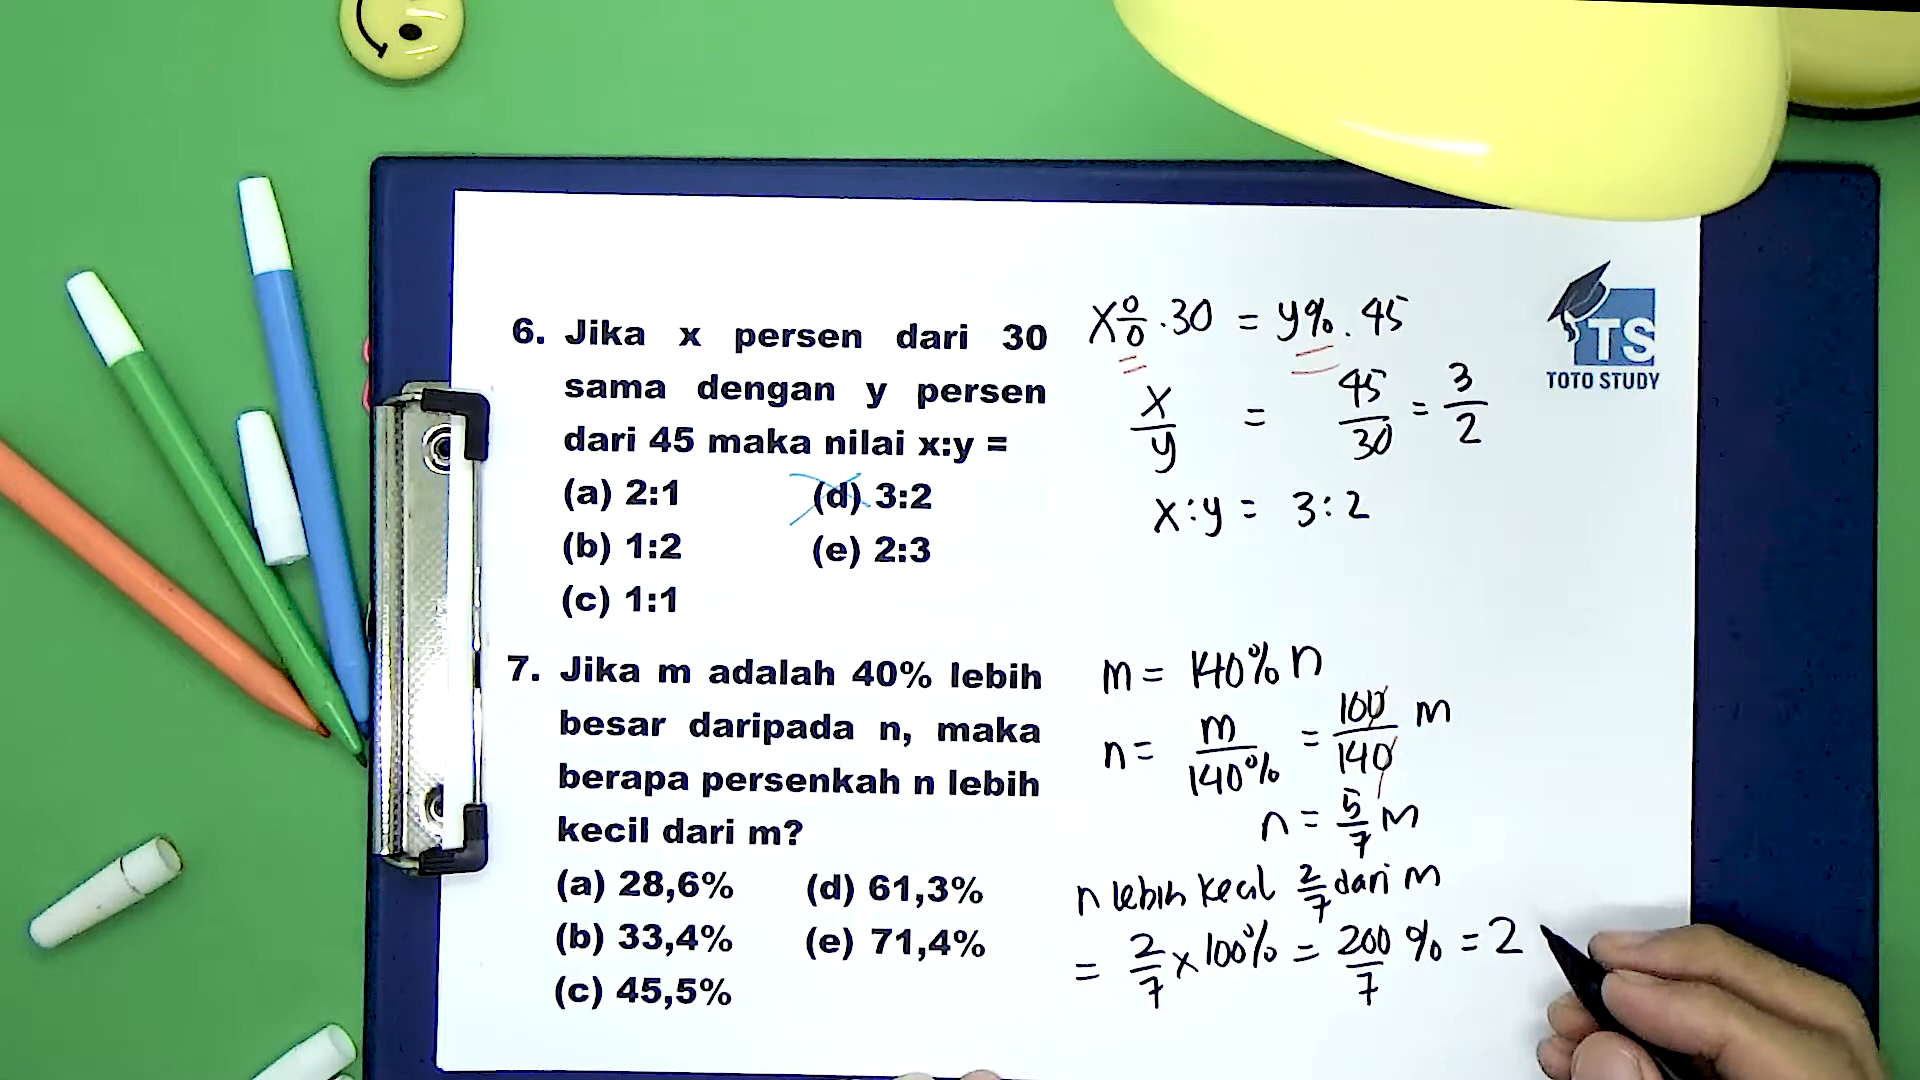 6. Jika x persen dari 30
sama dengan y persen
dari 45 maka nilai x:y =
(a) 2:1 (d) 3:2
(b) 1:2 (e) 2:3
(c) 1:1
x% . 30 = y% . 45
x/y = 45/30 = 3/2
x : y = 3 : 2
TS
TOTO STUDY
7. Jika m adalah 40% lebih
besar daripada n, maka
berapa persenkah n lebih
kecil dari m?
(a) 28,6% (d) 61,3%
(b) 33,4% (e) 71,4%
(c) 45,5%
m = 140% n
n = m/140% = 100/140 m
n = 5/7 m
n lebih kecil 2/7 dari m
= 2/7 x 100% = 200/7 % = 2